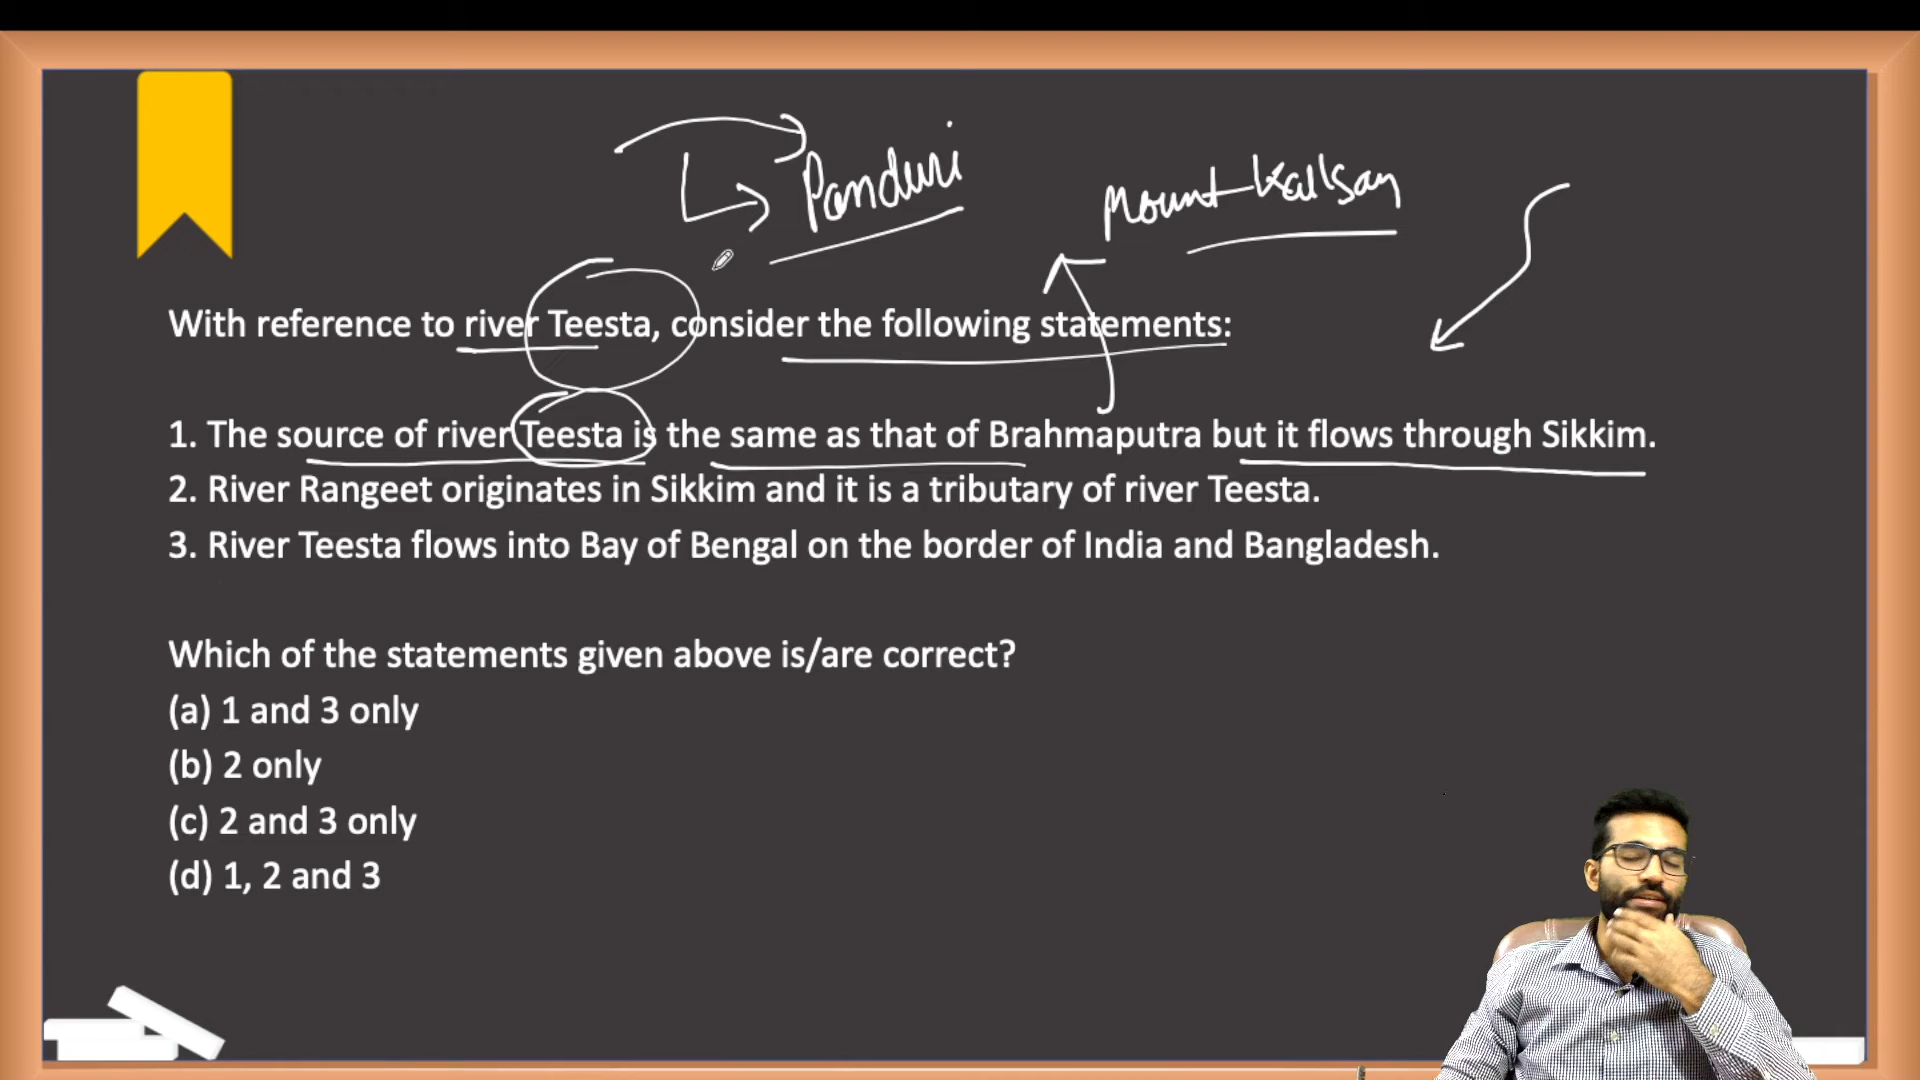 Panduri
Mount Kailsay
With reference to river Teesta, consider the following statements:
1. The source of river Teesta is the same as that of Brahmaputra but it flows through Sikkim.
2. River Rangeet originates in Sikkim and it is a tributary of river Teesta.
3. River Teesta flows into Bay of Bengal on the border of India and Bangladesh.
Which of the statements given above is/are correct?
(a) 1 and 3 only
(b) 2 only
(c) 2 and 3 only
(d) 1, 2 and 3